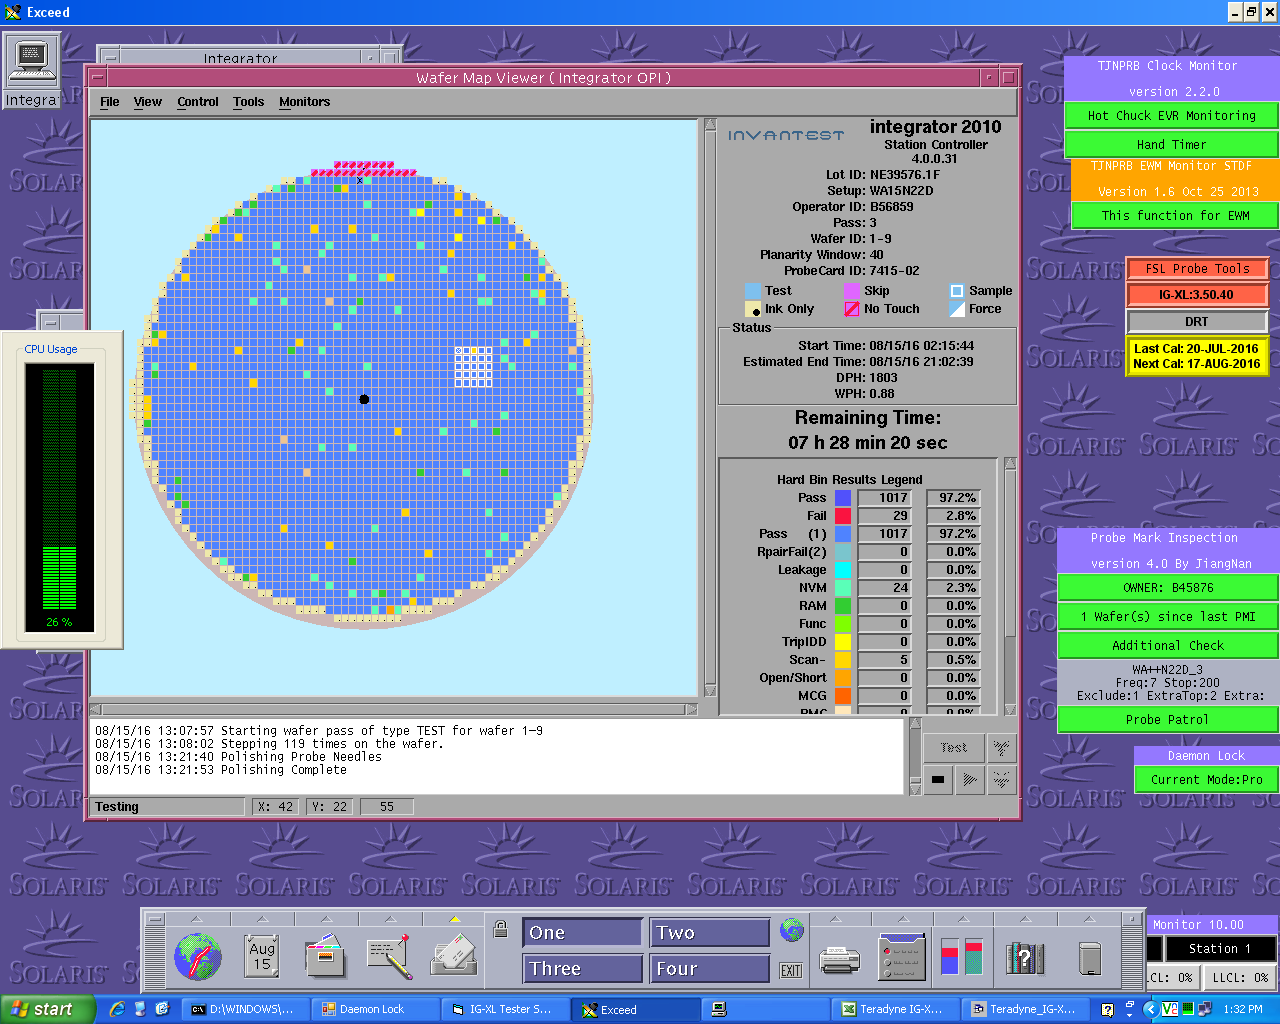 Exceed
Integra
Integrator
Wafer Map Viewer ( Integrator OPI )
File View Control Tools Monitors
INVANTEST
integrator 2010
Station Controller
4.0.0.31
Lot ID: NE39576.1F
Setup: WA15N22D
Operator ID: B56859
Pass: 3
Wafer ID: 1-9
Planarity Window: 40
ProbeCard ID: 7415-02
Test Skip Sample
Ink Only No Touch Force
Status
Start Time: 08/15/16 02:15:44
Estimated End Time: 08/15/16 21:02:39
DPH: 1803
WPH: 0.88
Remaining Time:
07 h 28 min 20 sec
Hard Bin Results Legend
Pass 1017 97.2%
Fail 29 2.8%
Pass (1) 1017 97.2%
RpairFail(2) 0 0.0%
Leakage 0 0.0%
NVM 24 2.3%
RAM 0 0.0%
Func 0 0.0%
TripIDD 0 0.0%
Scan- 5 0.5%
Open/Short 0 0.0%
MCG 0 0.0%
08/15/16 13:07:57 Starting wafer pass of type TEST for wafer 1-9
08/15/16 13:08:02 Stepping 119 times on the wafer.
08/15/16 13:21:40 Polishing Probe Needles
08/15/16 13:21:53 Polishing Complete
Test
Testing X: 42 Y: 22 55
CPU Usage
26 %
TJNPRB Clock Monitor
version 2.2.0
Hot Chuck EVR Monitoring
Hand Timer
TJNPRB EWM Monitor STDF
Version 1.6 Oct 25 2013
This function for EWM
FSL Probe Tools
IG-XL:3.50.40
DRT
Last Cal: 20-JUL-2016
Next Cal: 17-AUG-2016
Probe Mark Inspection
version 4.0 By JiangNan
OWNER: B45876
1 Wafer(s) since last PMI
Additional Check
WA++N22D_3
Freq:7 Stop:200
Exclude:1 ExtraTop:2 Extra:
Probe Patrol
Daemon Lock
Current Mode:Pro
SOLARIS
SOLARIS
SOLARIS
SOLARIS
SOLARIS
Aug
15
One Two
Three Four
EXIT
Monitor 10.00
Station 1
LCL: 0% LLCL: 0%
start D:\WINDOWS\... Daemon Lock IG-XL Tester S... Exceed Teradyne IG-X... Teradyne_IG-X... 1:32 PM